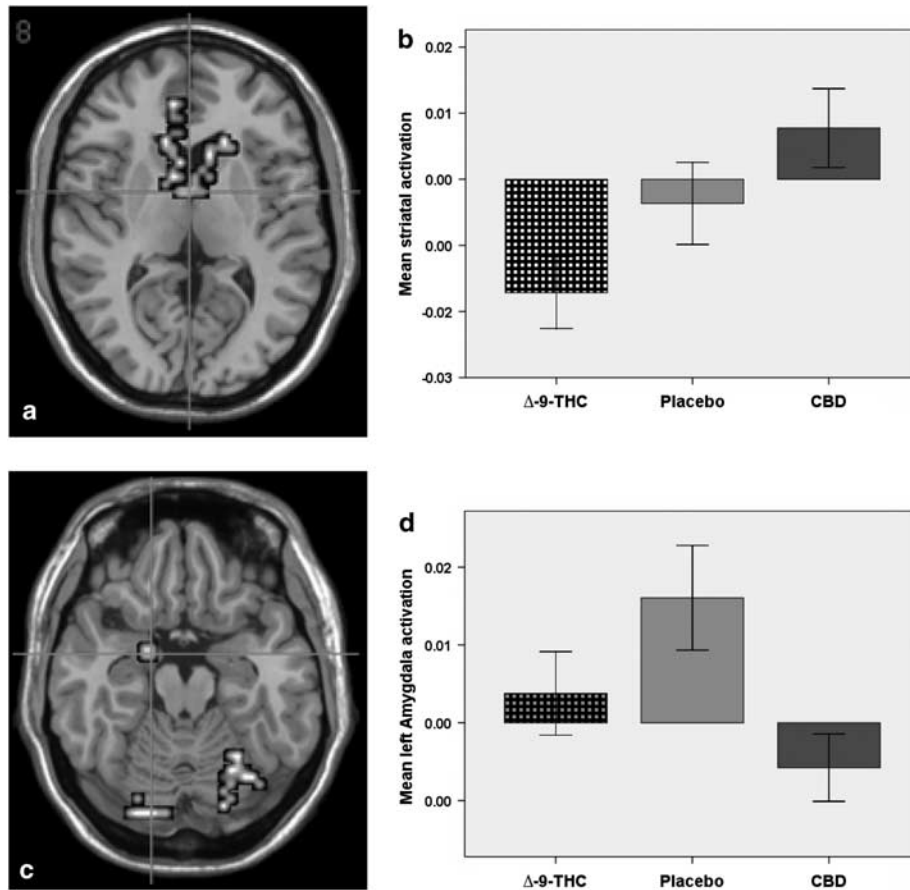 8
a
b
Mean striatal activation
0.02
0.01
0.00
0.00
-0.02
-0.03
Δ-9-THC Placebo CBD
c
d
Mean left Amygdala activation
0.02
0.01
0.00
0.00
Δ-9-THC Placebo CBD